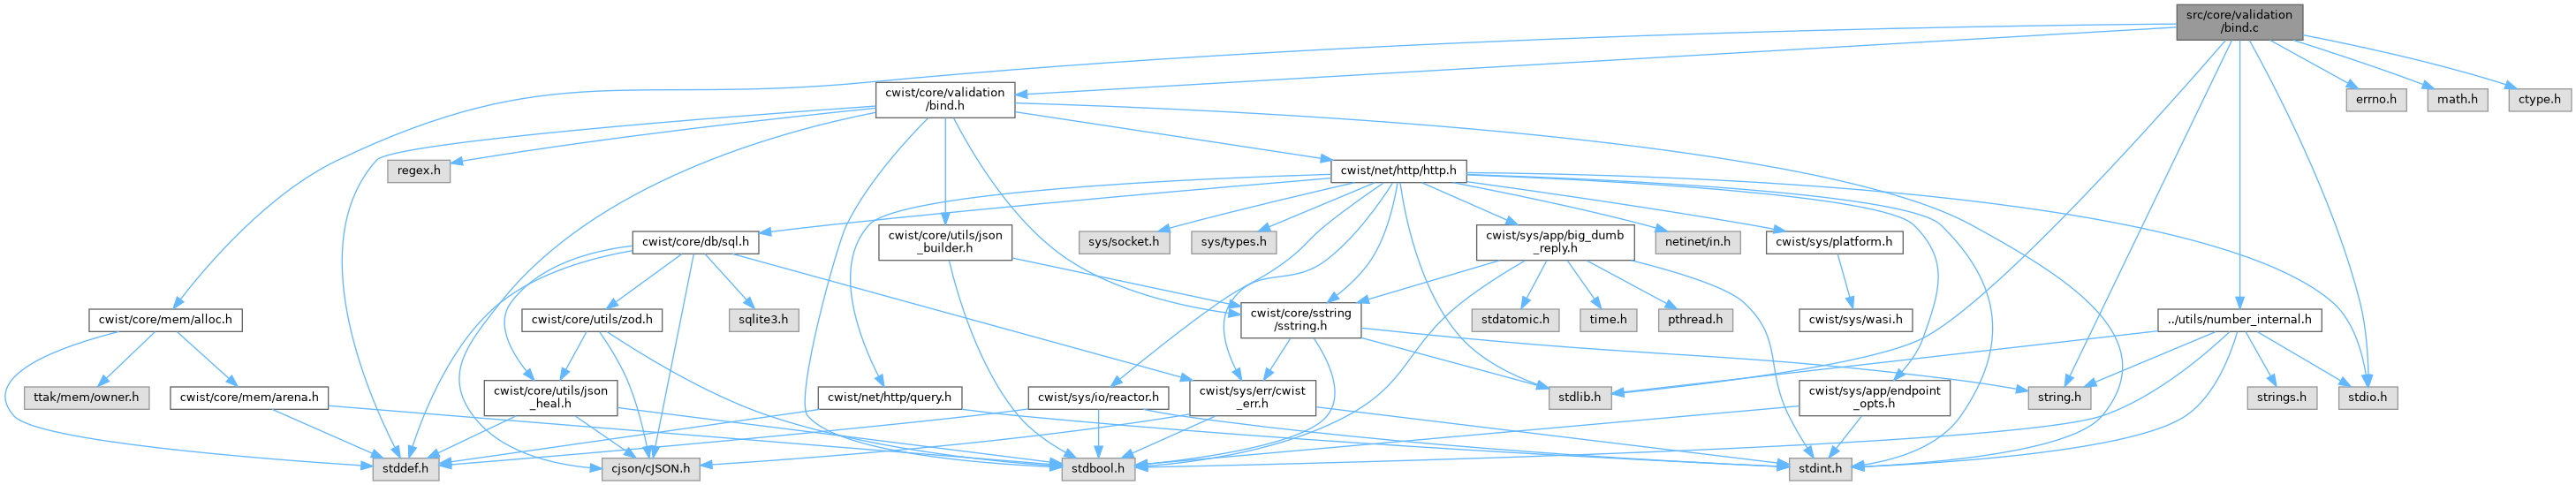 src/core/validation
/bind.c
cwist/core/validation
/bind.h
errno.h
math.h
ctype.h
regex.h
cwist/net/http/http.h
cwist/core/db/sql.h
cwist/core/utils/json
_builder.h
sys/socket.h
sys/types.h
cwist/sys/app/big_dumb
_reply.h
netinet/in.h
cwist/sys/platform.h
cwist/core/mem/alloc.h
cwist/core/utils/zod.h
sqlite3.h
cwist/core/sstring
/sstring.h
stdatomic.h
time.h
pthread.h
cwist/sys/wasi.h
../utils/number_internal.h
ttak/mem/owner.h
cwist/core/mem/arena.h
cwist/core/utils/json
_heal.h
cwist/net/http/query.h
cwist/sys/io/reactor.h
cwist/sys/err/cwist
_err.h
stdlib.h
cwist/sys/app/endpoint
_opts.h
string.h
strings.h
stdio.h
stddef.h
cjson/cJSON.h
stdbool.h
stdint.h